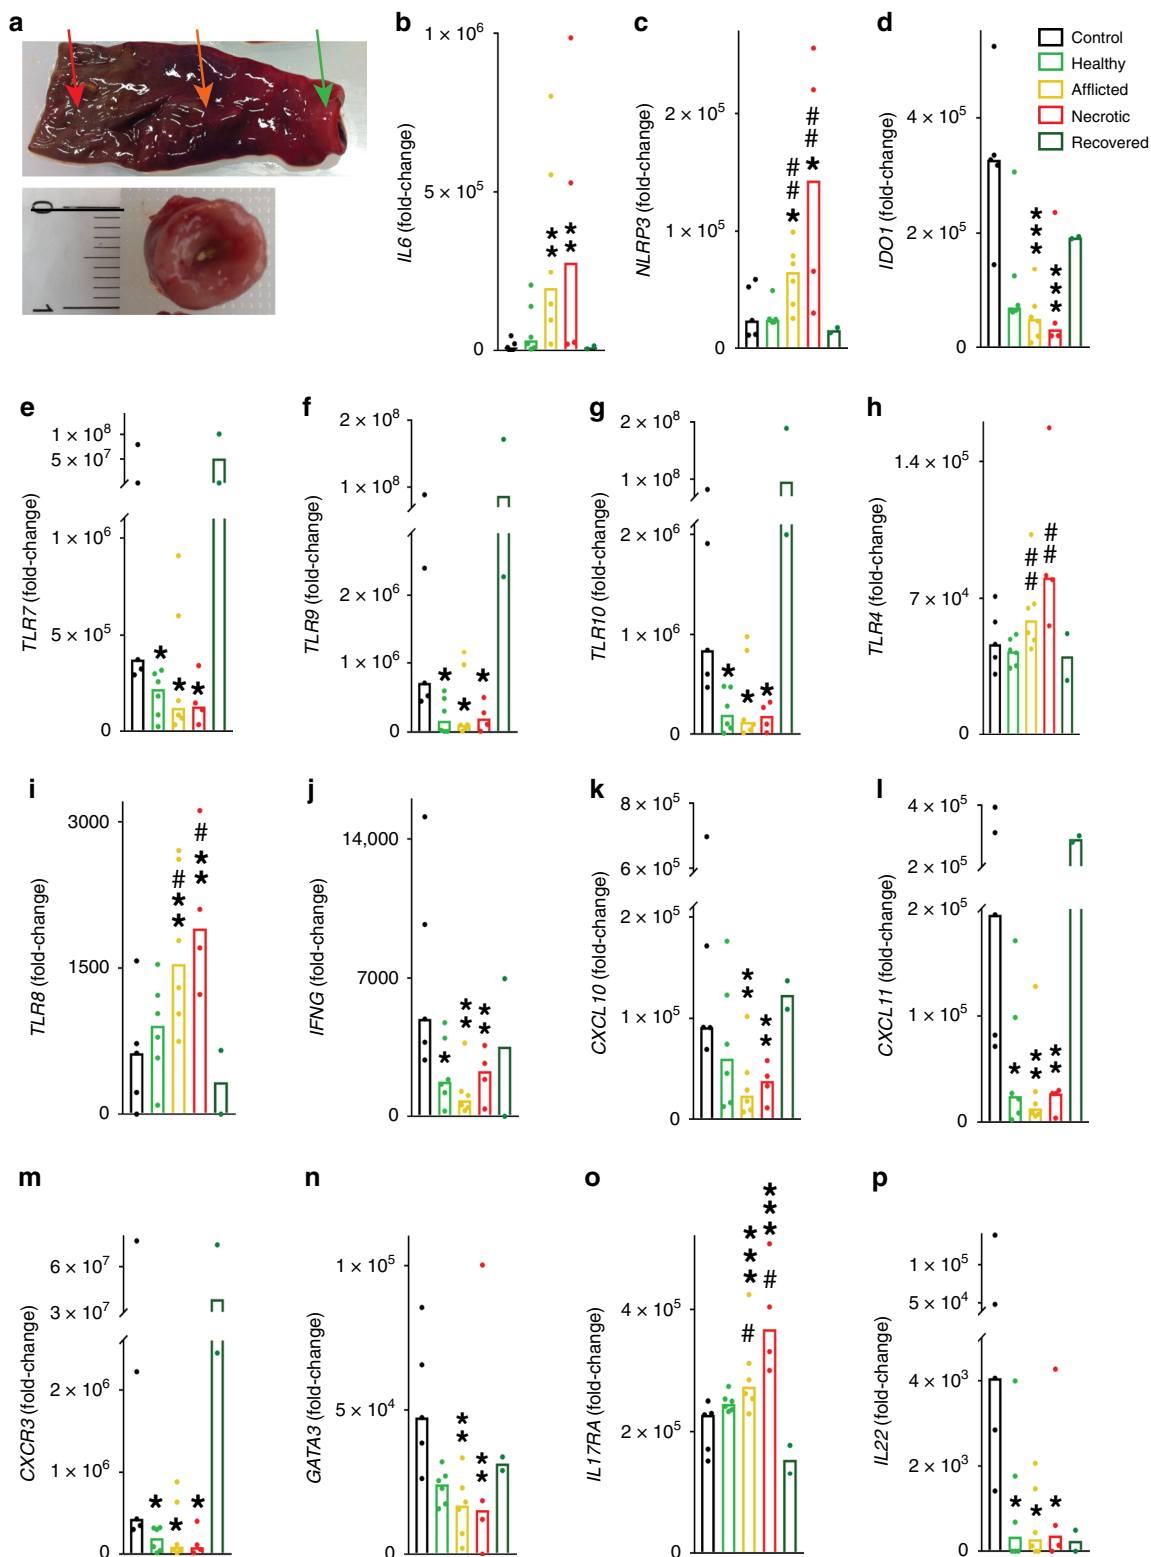 a
0
1
b
IL6 (fold-change)
1 × 10⁶
5 × 10⁵
0
* *
* *
c
NLRP3 (fold-change)
2 × 10⁵
1 × 10⁵
0
# # *
# # *
d
IDO1 (fold-change)
4 × 10⁵
2 × 10⁵
0
* * *
* * *
Control
Healthy
Afflicted
Necrotic
Recovered
e
TLR7 (fold-change)
1 × 10⁸
5 × 10⁷
1 × 10⁶
5 × 10⁵
0
*
*
*
f
TLR9 (fold-change)
2 × 10⁸
1 × 10⁸
2 × 10⁶
1 × 10⁶
0
*
*
*
g
TLR10 (fold-change)
2 × 10⁸
1 × 10⁸
2 × 10⁶
1 × 10⁶
0
*
*
*
h
TLR4 (fold-change)
1.4 × 10⁵
7 × 10⁴
0
# #
# #
i
TLR8 (fold-change)
3000
1500
0
# * *
# * *
j
IFNG (fold-change)
14,000
7000
0
*
* *
* *
k
CXCL10 (fold-change)
8 × 10⁵
6 × 10⁵
2 × 10⁵
1 × 10⁵
0
* *
* *
l
CXCL11 (fold-change)
4 × 10⁵
2 × 10⁵
2 × 10⁵
1 × 10⁵
0
*
* *
* *
m
CXCR3 (fold-change)
6 × 10⁷
3 × 10⁷
2 × 10⁶
1 × 10⁶
0
*
*
*
n
GATA3 (fold-change)
1 × 10⁵
5 × 10⁴
0
* *
* *
o
IL17RA (fold-change)
4 × 10⁵
2 × 10⁵
0
* * *
#
* * *
#
p
IL22 (fold-change)
1 × 10⁵
5 × 10⁴
4 × 10³
2 × 10³
0
*
*
*